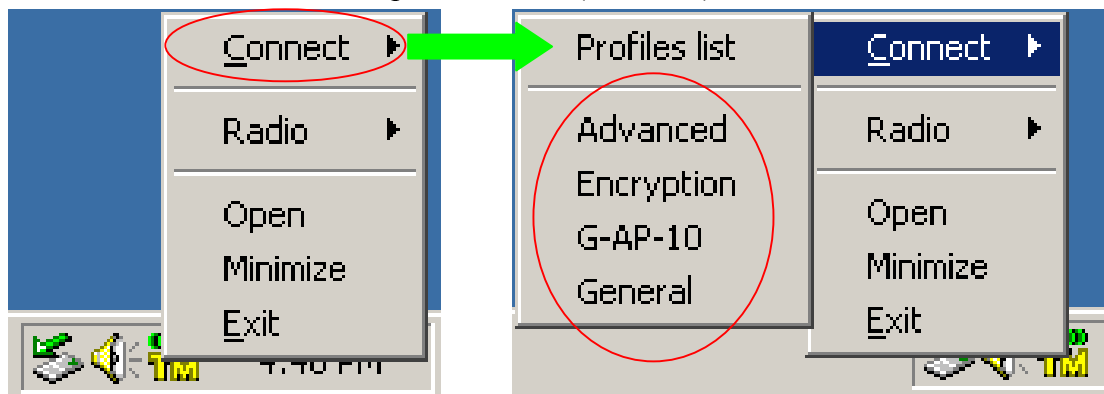 Connect
Radio
Open
Minimize
Exit
Profiles list
Advanced
Encryption
G-AP-10
General
Connect
Radio
Open
Minimize
Exit